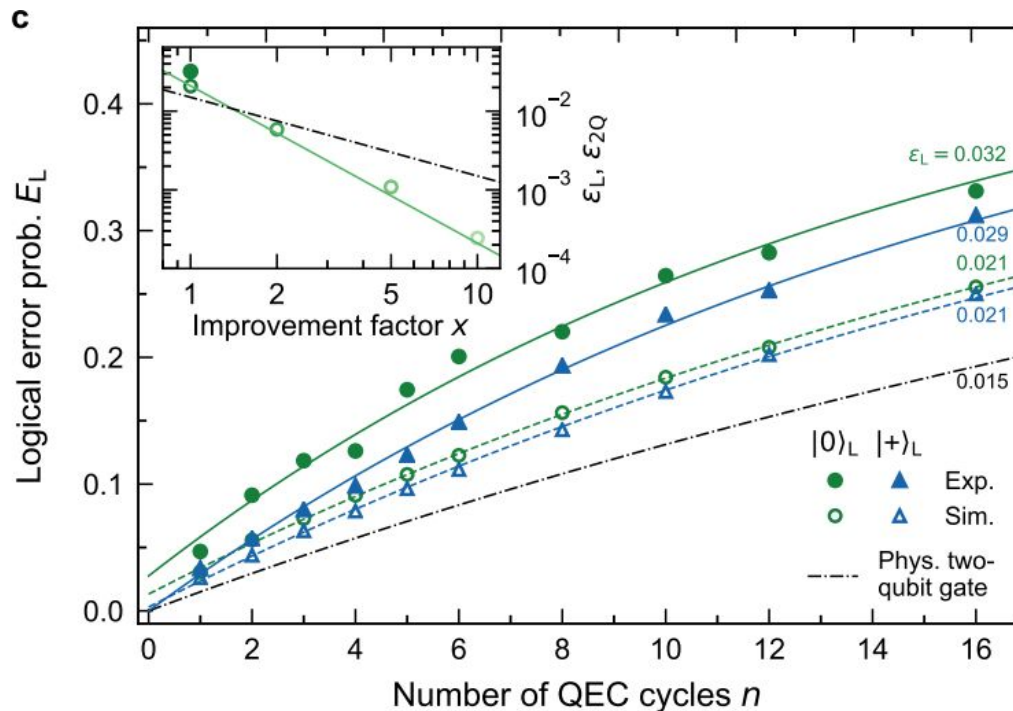 c
Logical error prob. E_L
0.4
0.3
0.2
0.1
0.0
0 2 4 6 8 10 12 14 16
Number of QEC cycles n
10⁻²
10⁻³
10⁻⁴
ε_L, ε_2Q
1 2 5 10
Improvement factor x
ε_L = 0.032
0.029
0.021
0.021
0.015
|0⟩_L |+⟩_L
Exp.
Sim.
Phys. two-
qubit gate